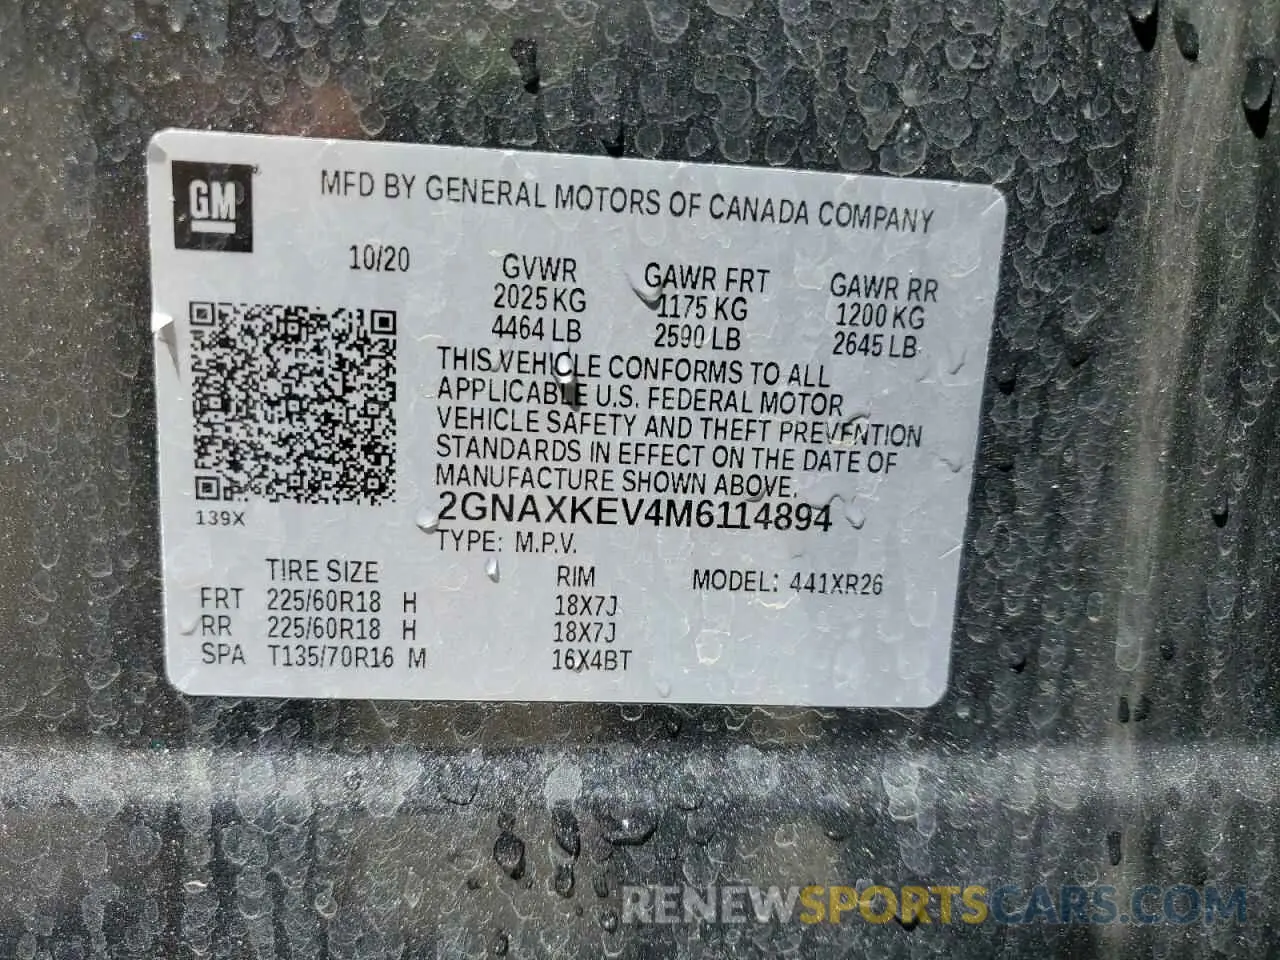 GM
MFD BY GENERAL MOTORS OF CANADA COMPANY
10/20
GVWR GAWR FRT GAWR RR
2025 KG 1175 KG 1200 KG
4464 LB 2590 LB 2645 LB
THIS VEHICLE CONFORMS TO ALL
APPLICABLE U.S. FEDERAL MOTOR
VEHICLE SAFETY AND THEFT PREVENTION
STANDARDS IN EFFECT ON THE DATE OF
MANUFACTURE SHOWN ABOVE.
2GNAXKEV4M6114894
139X
TYPE: M.P.V.
TIRE SIZE RIM MODEL: 441XR26
FRT 225/60R18 H 18X7J
RR 225/60R18 H 18X7J
SPA T135/70R16 M 16X4BT
RENEWSPORTSCARS.COM